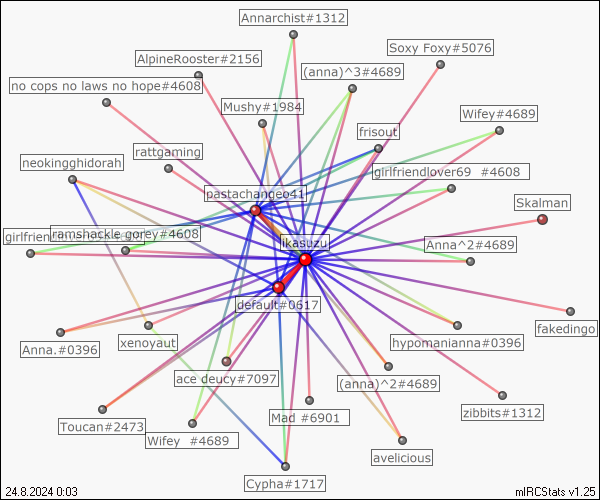 Annarchist#1312
Soxy Foxy#5076
AlpineRooster#2156
(anna)^3#4689
no cops no laws no hope#4608
Mushy#1984
Wifey#4689
frisout
neokingghidorah
rattgaming
girlfriendlover69 #4608
pastachangeo41
Skalman
ramshackle gorey#4608
likasuzu
Anna^2#4689
default#0617
fakedingo
Anna.#0396
xenoyaut
hypomanianna#0396
ace deucy#7097
(anna)^2#4689
zibbits#1312
Toucan#2473
Wifey #4689
Mad #6901
avelicious
Cypha#1717
24.8.2024 0:03
mIRCStats v1.25